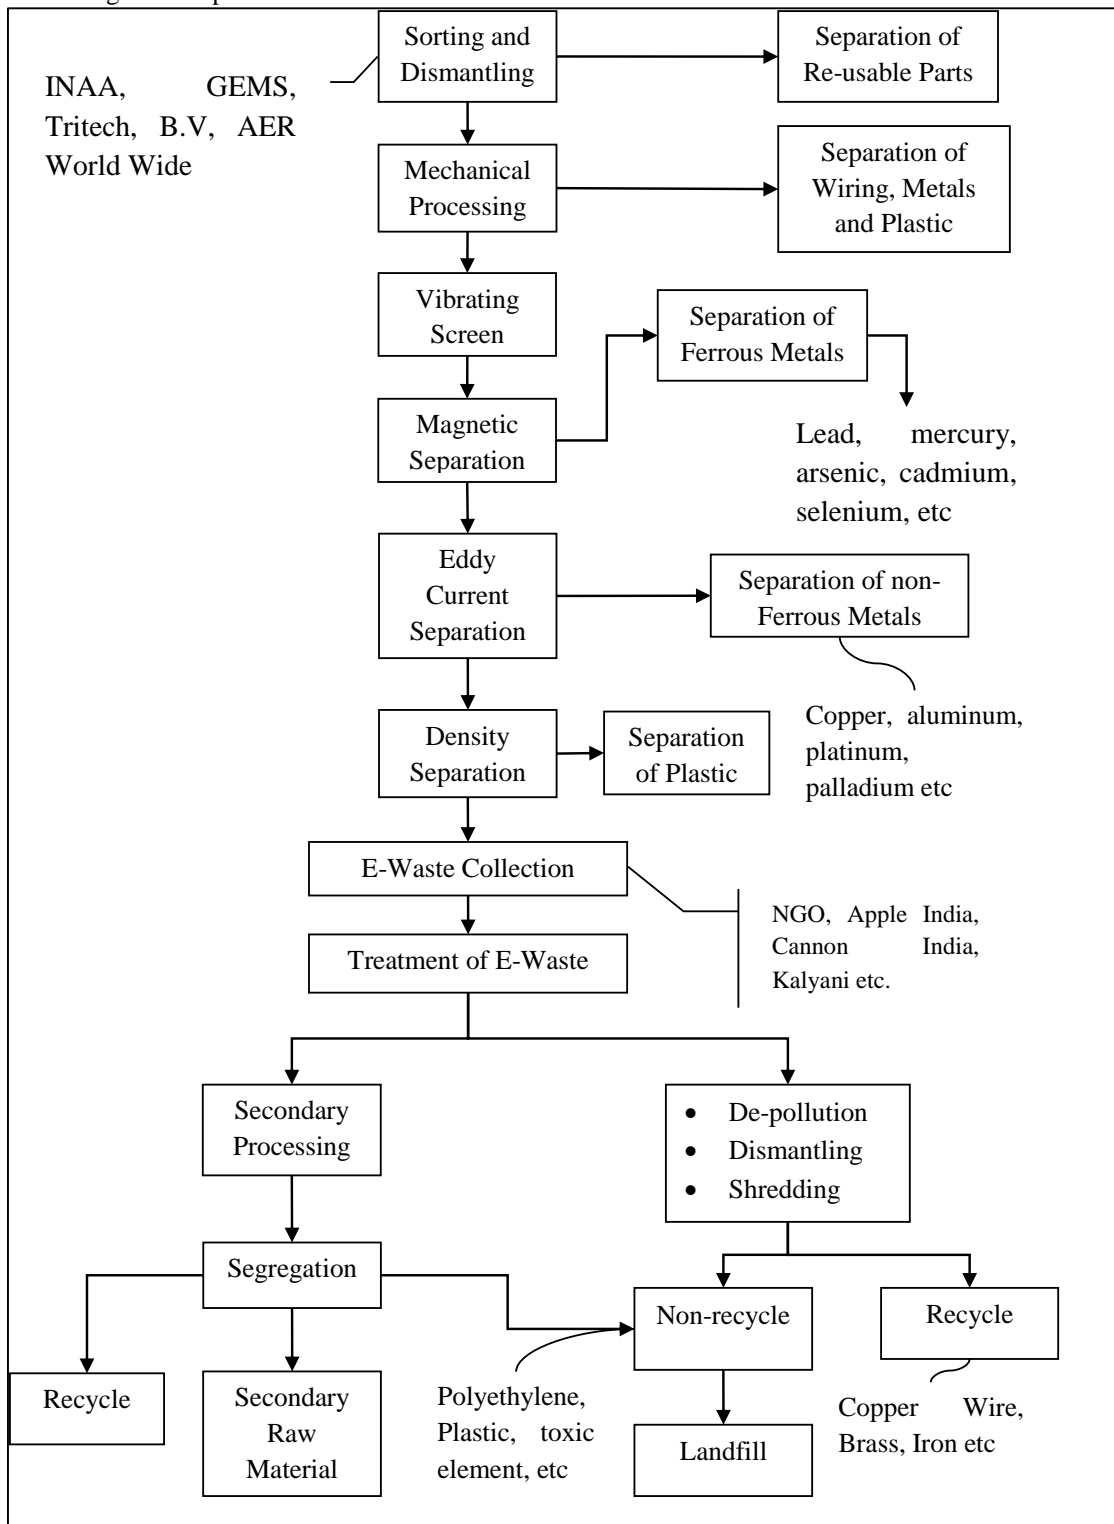 Sorting and
Dismantling
Separation of
Re-usable Parts
INAA, GEMS,
Tritech, B.V, AER
World Wide
Mechanical
Processing
Separation of
Wiring, Metals
and Plastic
Vibrating
Screen
Separation of
Ferrous Metals
Magnetic
Separation
Lead, mercury,
arsenic, cadmium,
selenium, etc
Eddy
Current
Separation
Separation of non-
Ferrous Metals
Copper, aluminum,
platinum,
palladium etc
Density
Separation
Separation
of Plastic
E-Waste Collection
NGO, Apple India,
Cannon India,
Kalyani etc.
Treatment of E-Waste
Secondary
Processing
• De-pollution
• Dismantling
• Shredding
Segregation
Non-recycle
Recycle
Recycle
Secondary
Raw
Material
Polyethylene,
Plastic, toxic
element, etc
Landfill
Copper Wire,
Brass, Iron etc